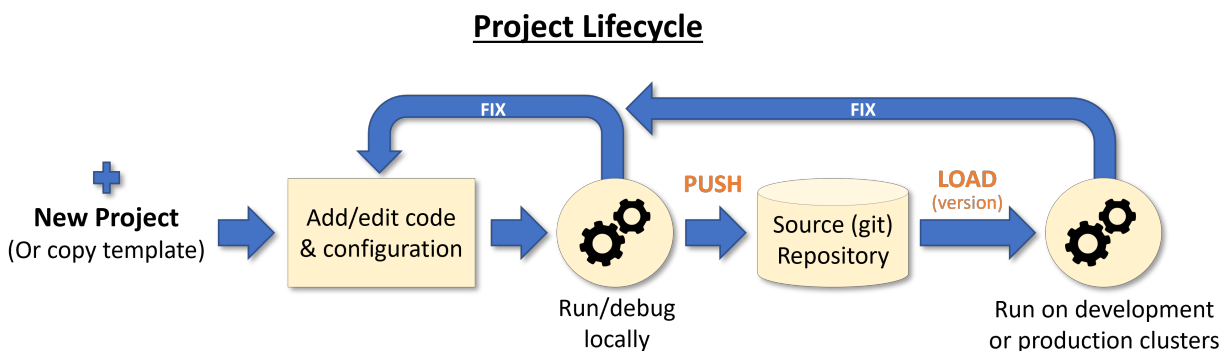 Project Lifecycle
FIX
FIX
New Project
(Or copy template)
Add/edit code
& configuration
Run/debug
locally
PUSH
Source (git)
Repository
LOAD
(version)
Run on development
or production clusters